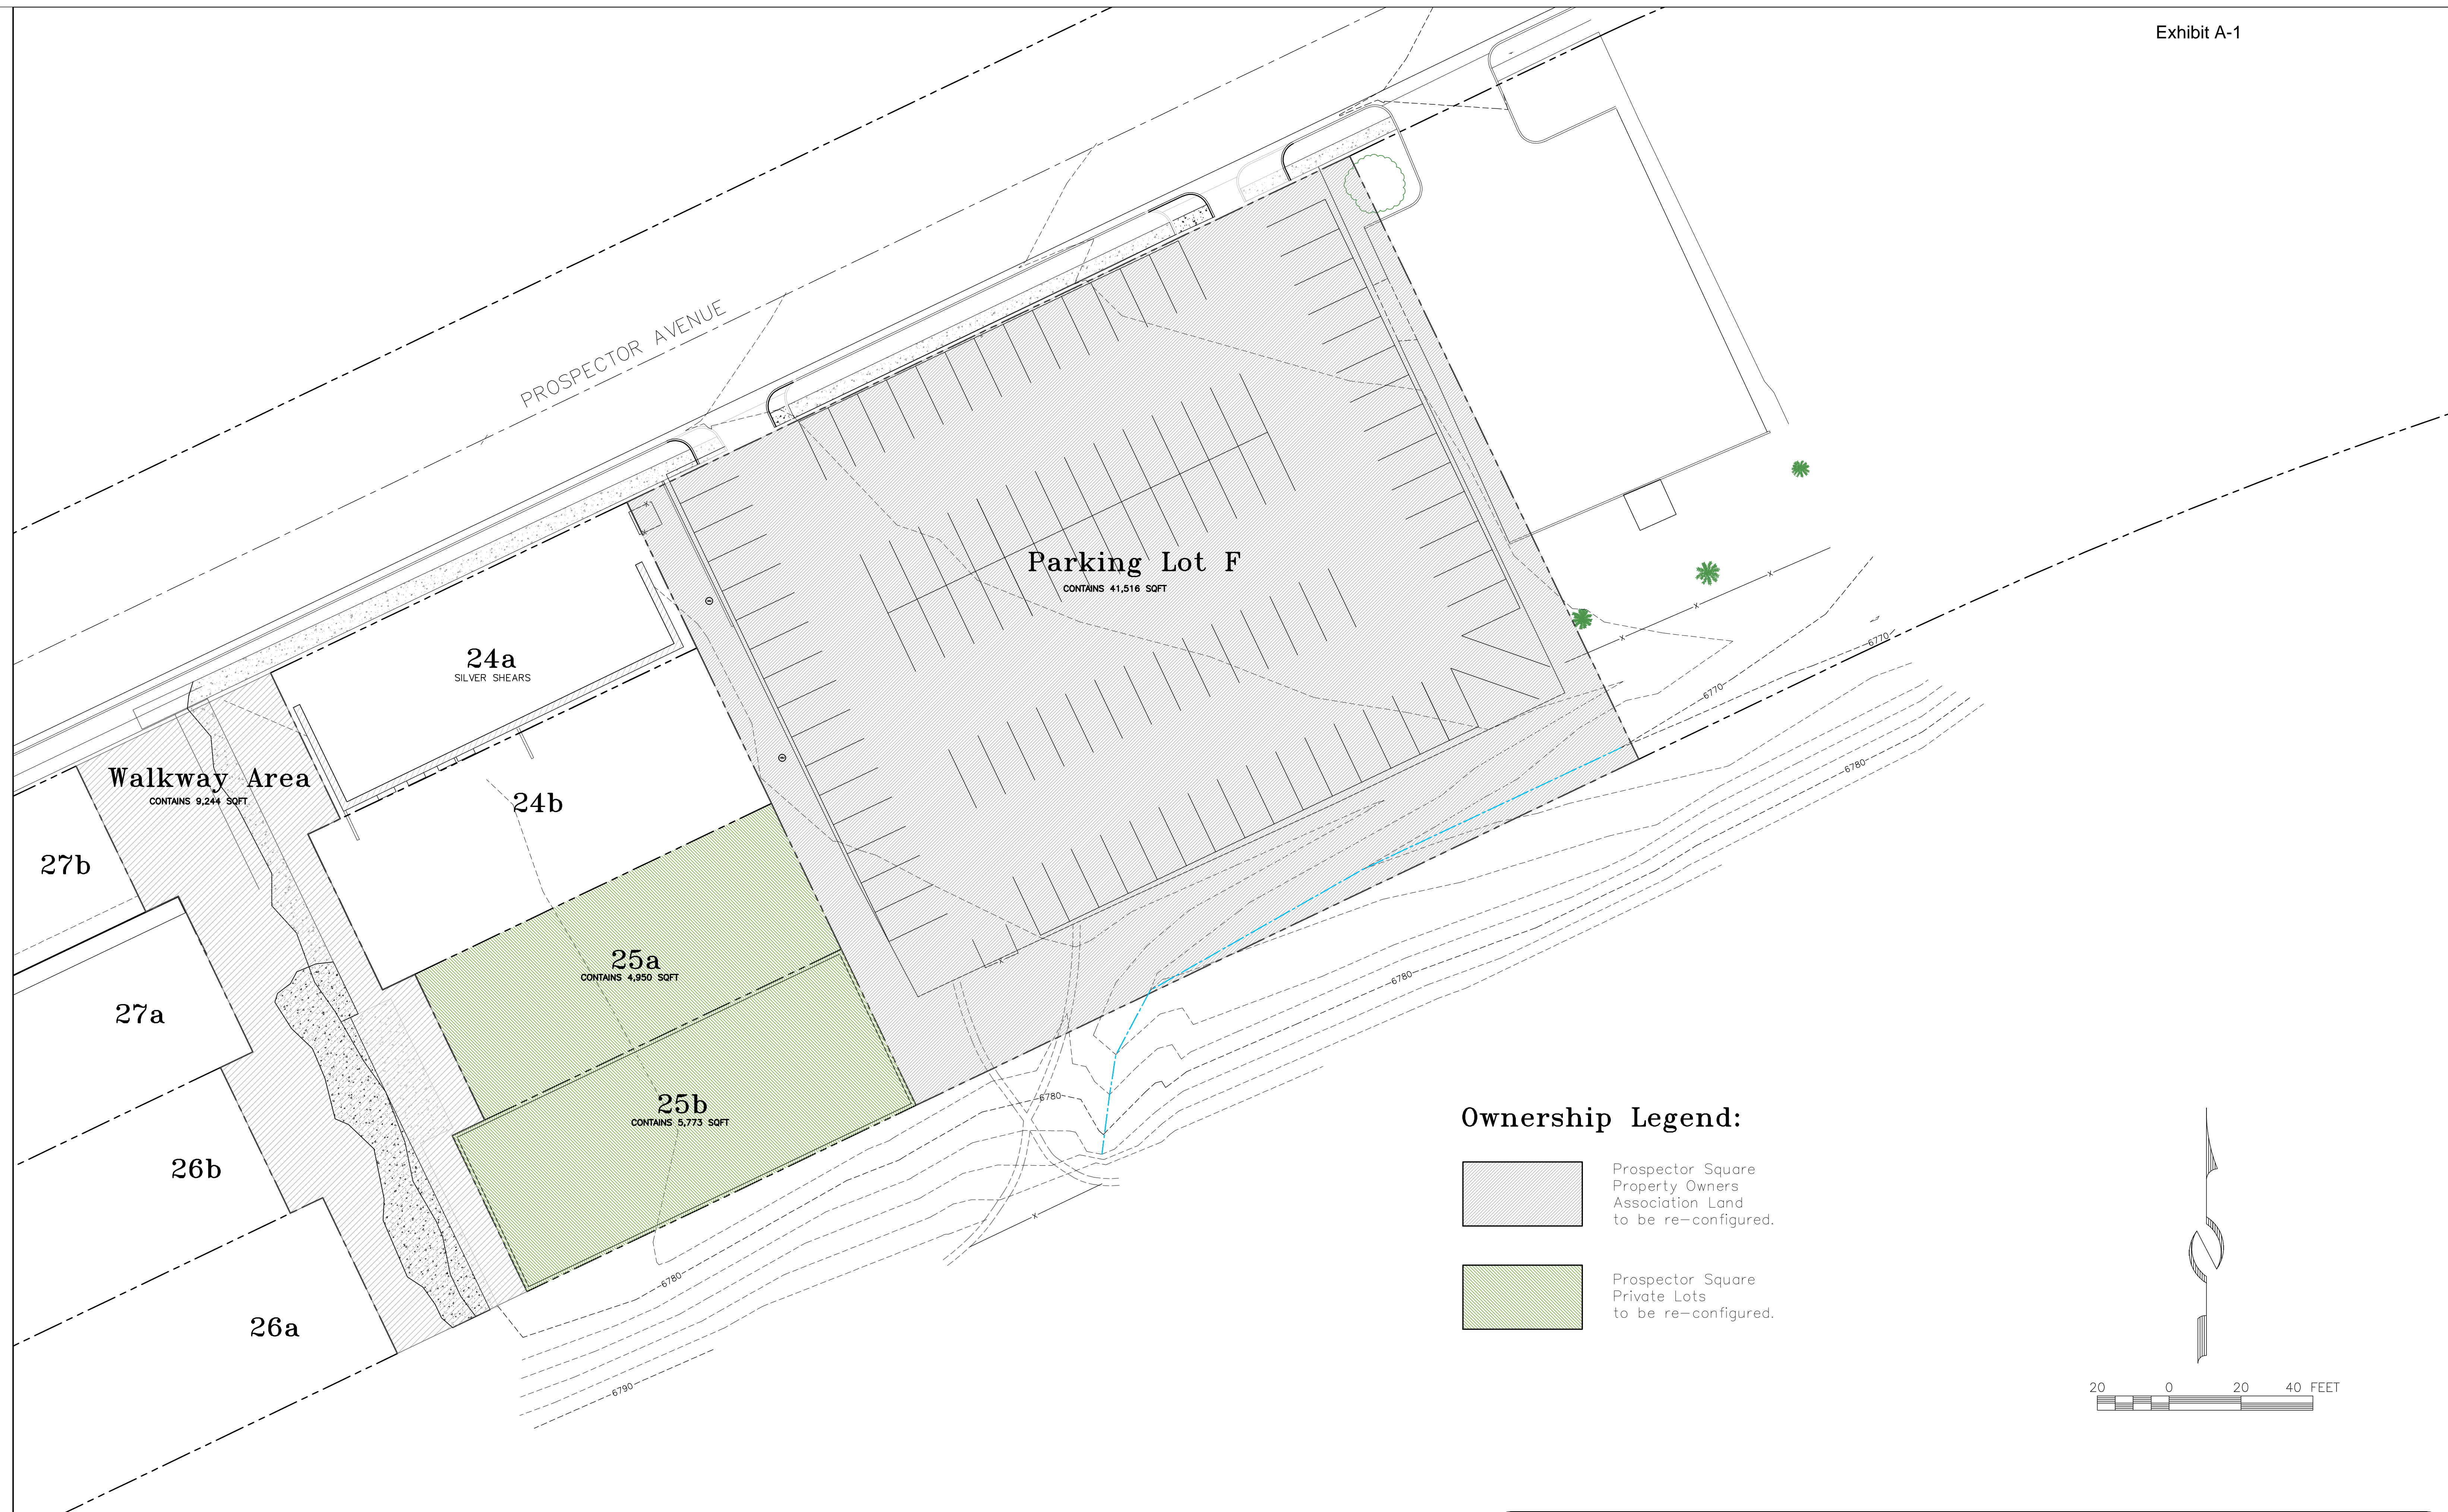 Exhibit A-1
PROSPECTOR AVENUE
Parking Lot F
CONTAINS 41,516 SQFT
24a
SILVER SHEARS
Walkway Area
CONTAINS 9,244 SQFT
24b
27b
25a
CONTAINS 4,950 SQFT
27a
25b
CONTAINS 5,773 SQFT
26b
26a
6770
6770
6780
6780
6780
6780
6790
x
x
x
x
x
x
x
Ownership Legend:
Prospector Square
Property Owners
Association Land
to be re-configured.
Prospector Square
Private Lots
to be re-configured.
20 0 20 40 FEET